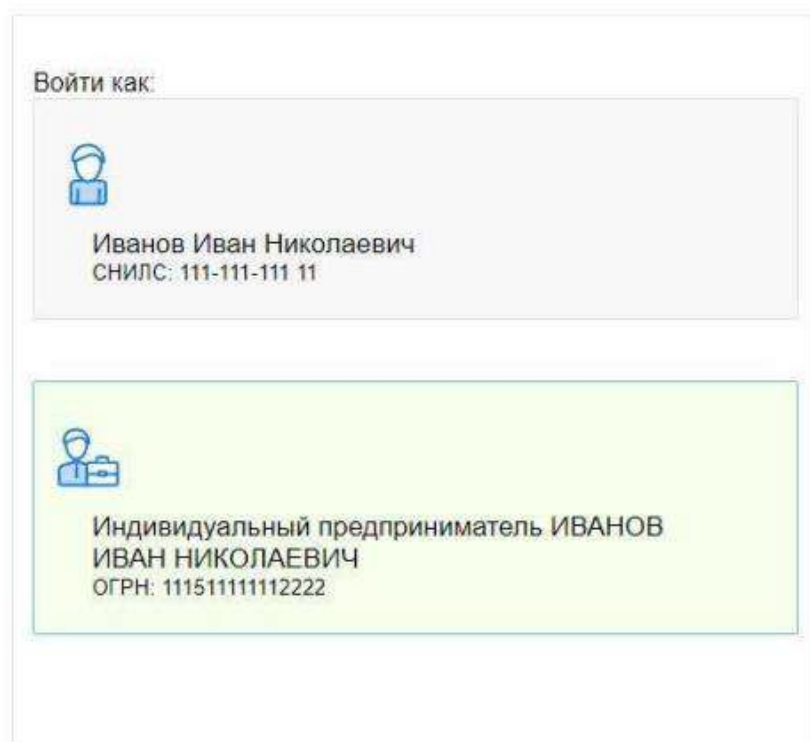 Войти как:
Иванов Иван Николаевич
СНИЛС: 111-111-111 11
Индивидуальный предприниматель ИВАНОВ
ИВАН НИКОЛАЕВИЧ
ОГРН: 111511111112222